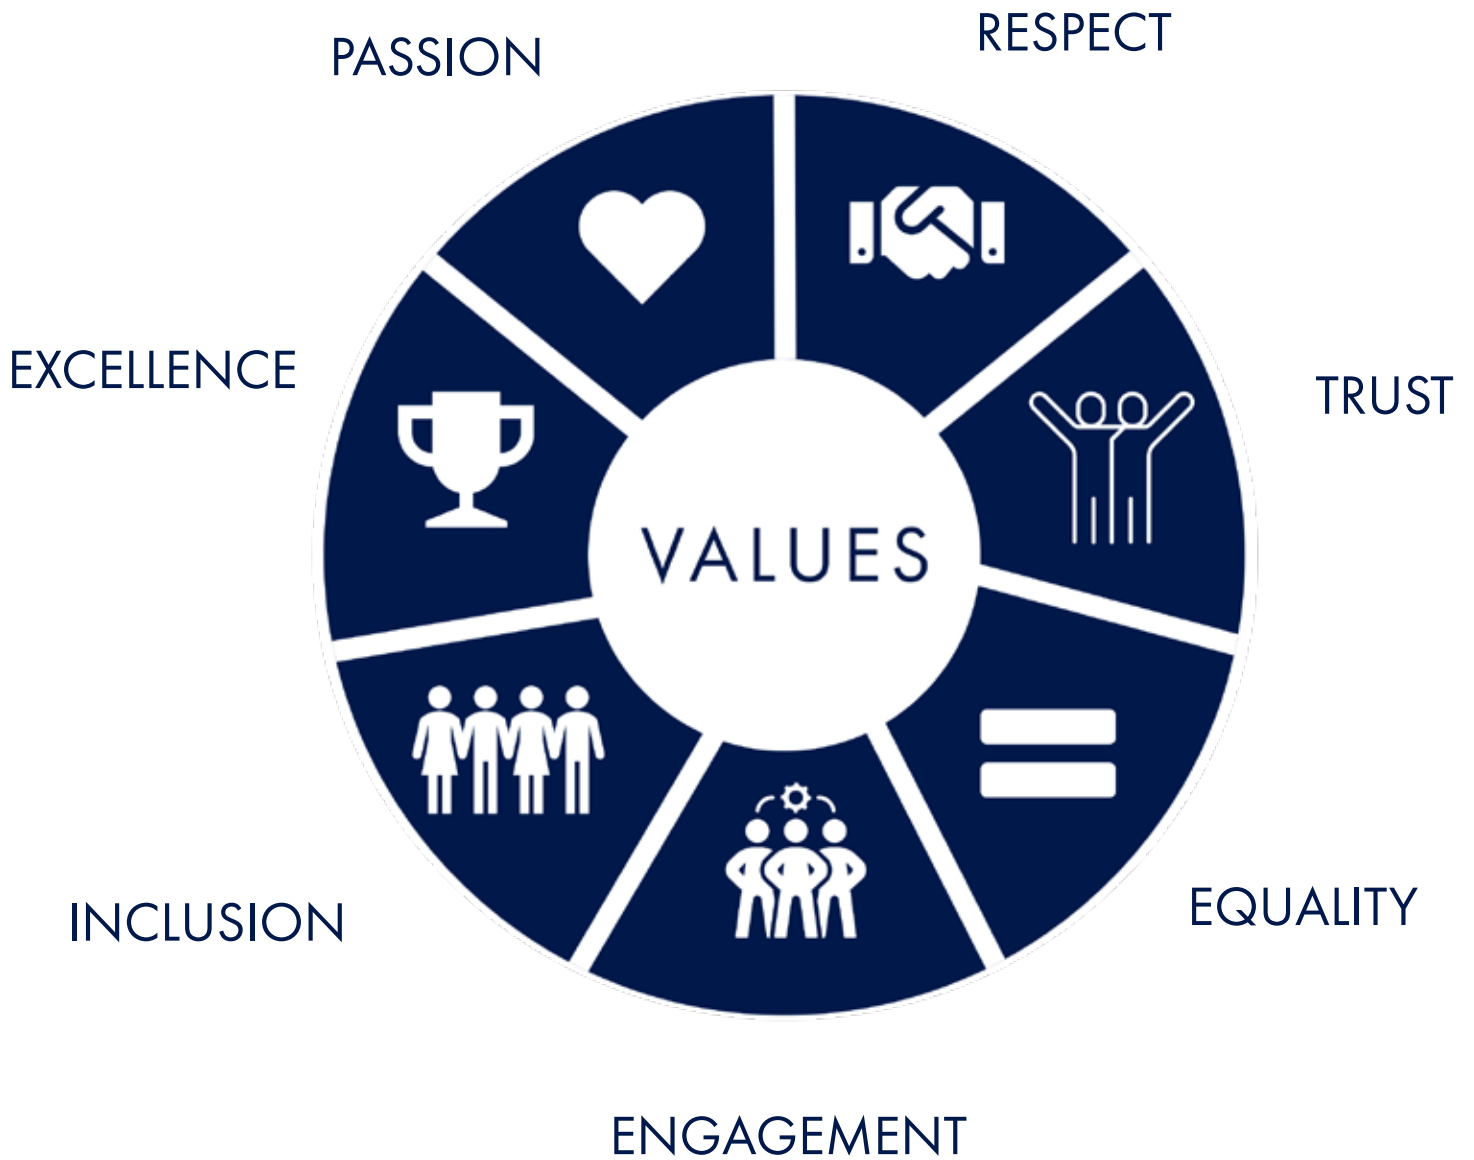 RESPECT
PASSION
EXCELLENCE
TRUST
VALUES
EQUALITY
INCLUSION
ENGAGEMENT